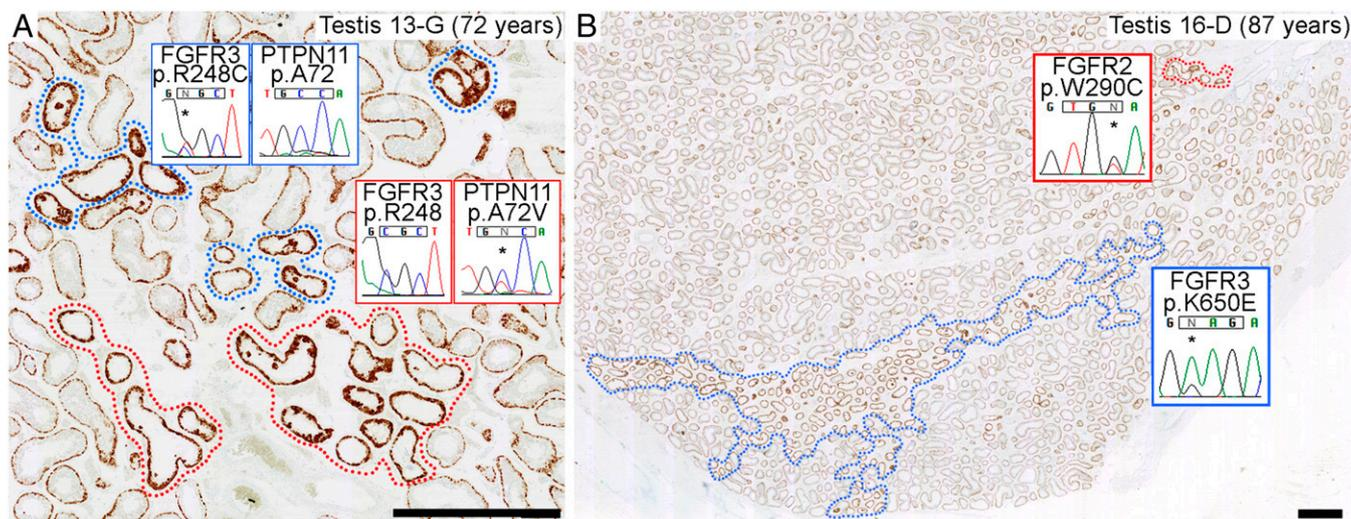 A
Testis 13-G (72 years)
FGFR3
p.R248C
G N G C T
*
PTPN11
p.A72
T G C C A
FGFR3
p.R248
G C G C T
PTPN11
p.A72V
T G N C A
*
B
Testis 16-D (87 years)
FGFR2
p.W290C
G T G N A
*
FGFR3
p.K650E
G N A G A
*